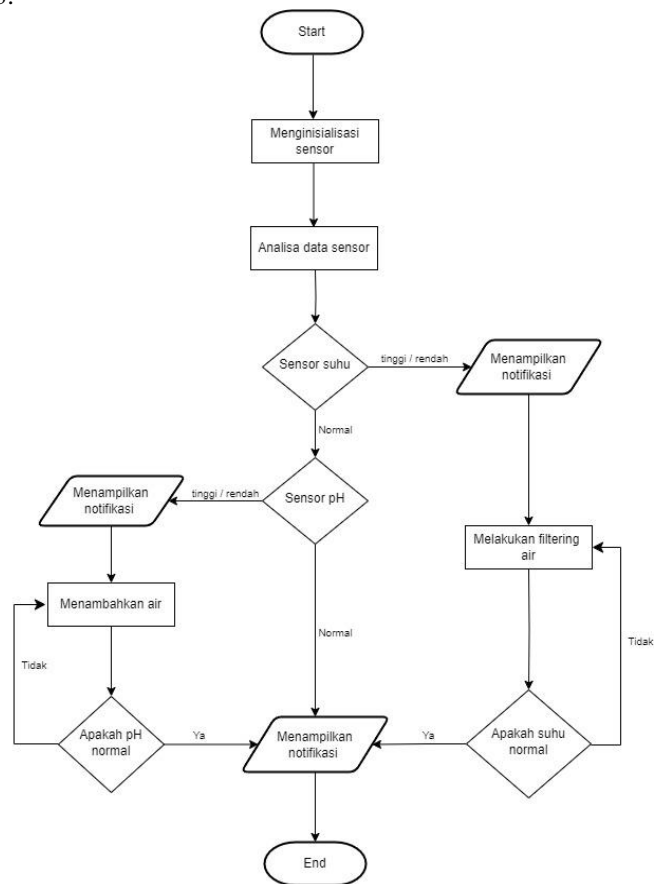 Start
Menginisialisasi
sensor
Analisa data sensor
Sensor suhu
tinggi / rendah
Menampilkan
notifikasi
Normal
Menampilkan
notifikasi
tinggi / rendah
Sensor pH
Melakukan filtering
air
Menambahkan air
Normal
Tidak
Tidak
Apakah pH
normal
Ya
Menampilkan
notifikasi
Ya
Apakah suhu
normal
End